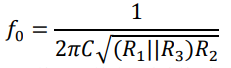 f₀ = 1 / (2πC√((R₁||R₃)R₂))